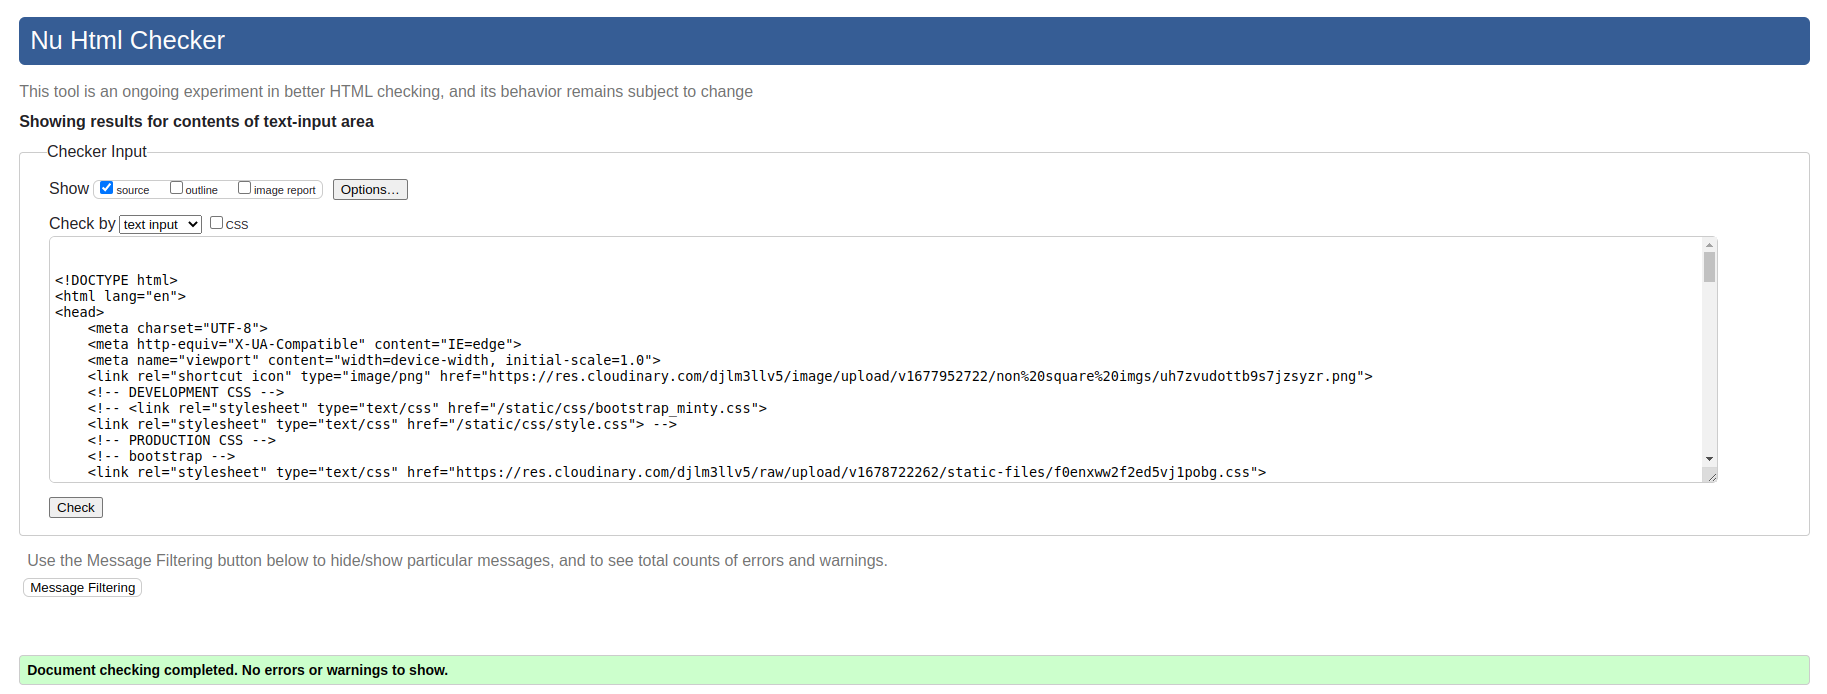 Nu Html Checker
This tool is an ongoing experiment in better HTML checking, and its behavior remains subject to change
Showing results for contents of text-input area
Checker Input
Show source outline image report Options...
Check by text input CSS
<!DOCTYPE html>
<html lang="en">
<head>
    <meta charset="UTF-8">
    <meta http-equiv="X-UA-Compatible" content="IE=edge">
    <meta name="viewport" content="width=device-width, initial-scale=1.0">
    <link rel="shortcut icon" type="image/png" href="https://res.cloudinary.com/djlm3llv5/image/upload/v1677952722/non%20square%20imgs/uh7zvudottb9s7jzsyzr.png">
    <!-- DEVELOPMENT CSS -->
    <!-- <link rel="stylesheet" type="text/css" href="/static/css/bootstrap_minty.css">
    <link rel="stylesheet" type="text/css" href="/static/css/style.css"> -->
    <!-- PRODUCTION CSS -->
    <!-- bootstrap -->
    <link rel="stylesheet" type="text/css" href="https://res.cloudinary.com/djlm3llv5/raw/upload/v1678722262/static-files/f0enxww2f2ed5vj1pobg.css">
Check
Use the Message Filtering button below to hide/show particular messages, and to see total counts of errors and warnings.
Message Filtering
Document checking completed. No errors or warnings to show.